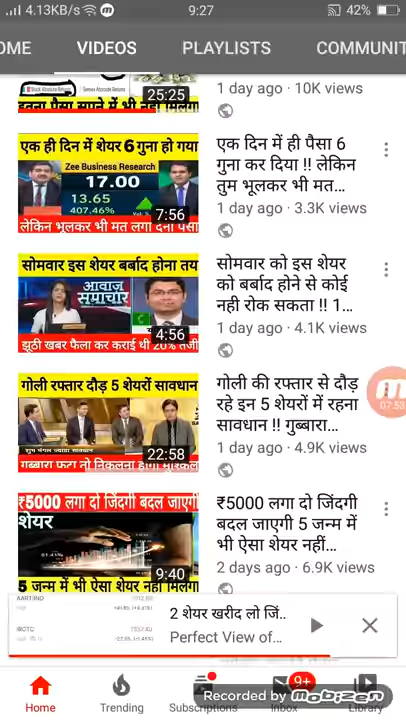 4.13KB/s
9:27
42%
OME
VIDEOS
PLAYLISTS
COMMUNIT
25:25
1 day ago · 10K views
एक ही दिन में शेयर 6 गुना हो गया
Zee Business Research
17.00
13.65
407.46%
7:56
लेकिन भूलकर भी मत लगा देना पैसा
एक दिन में ही पैसा 6
गुना कर दिया !! लेकिन
तुम भूलकर भी मत...
1 day ago · 3.3K views
सोमवार इस शेयर बर्बाद होना तय
आवाज़
समाचार
4:56
झूठी खबर फैला कर कराई थी 20% तेजी
सोमवार को इस शेयर
को बर्बाद होने से कोई
नही रोक सकता !! 1...
1 day ago · 4.1K views
गोली रफ्तार दौड़ 5 शेयरों सावधान
22:58
गुब्बारा फटा तो निकलना होगा मुश्किल
गोली की रफ्तार से दौड़
रहे इन 5 शेयरों में रहना
सावधान !! गुब्बारा...
1 day ago · 4.9K views
07:53
₹5000 लगा दो जिंदगी बदल जाएगी
शेयर
9:40
5 जन्म में भी ऐसा शेयर नहीं मिलेगा
₹5000 लगा दो जिंदगी
बदल जाएगी 5 जन्म में
भी ऐसा शेयर नहीं...
2 days ago · 6.9K views
2 शेयर खरीद लो जिं..
Perfect View of...
Home
Trending
Subscriptions
9+
Inbox
Library
Recorded by mobizen